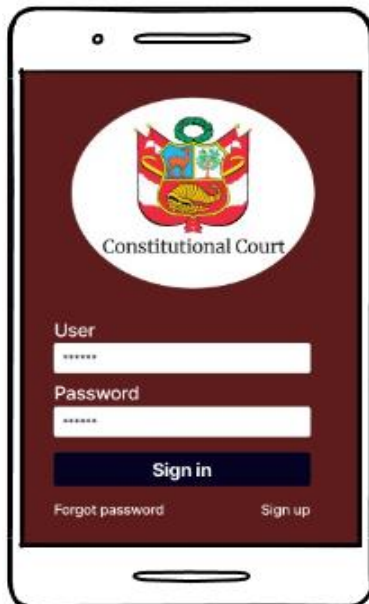 Constitutional Court
User
******
Password
******
Sign in
Forgot password Sign up